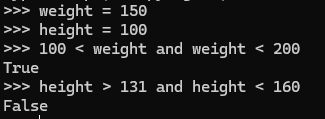 >>> weight = 150
>>> height = 100
>>> 100 < weight and weight < 200
True
>>> height > 131 and height < 160
False